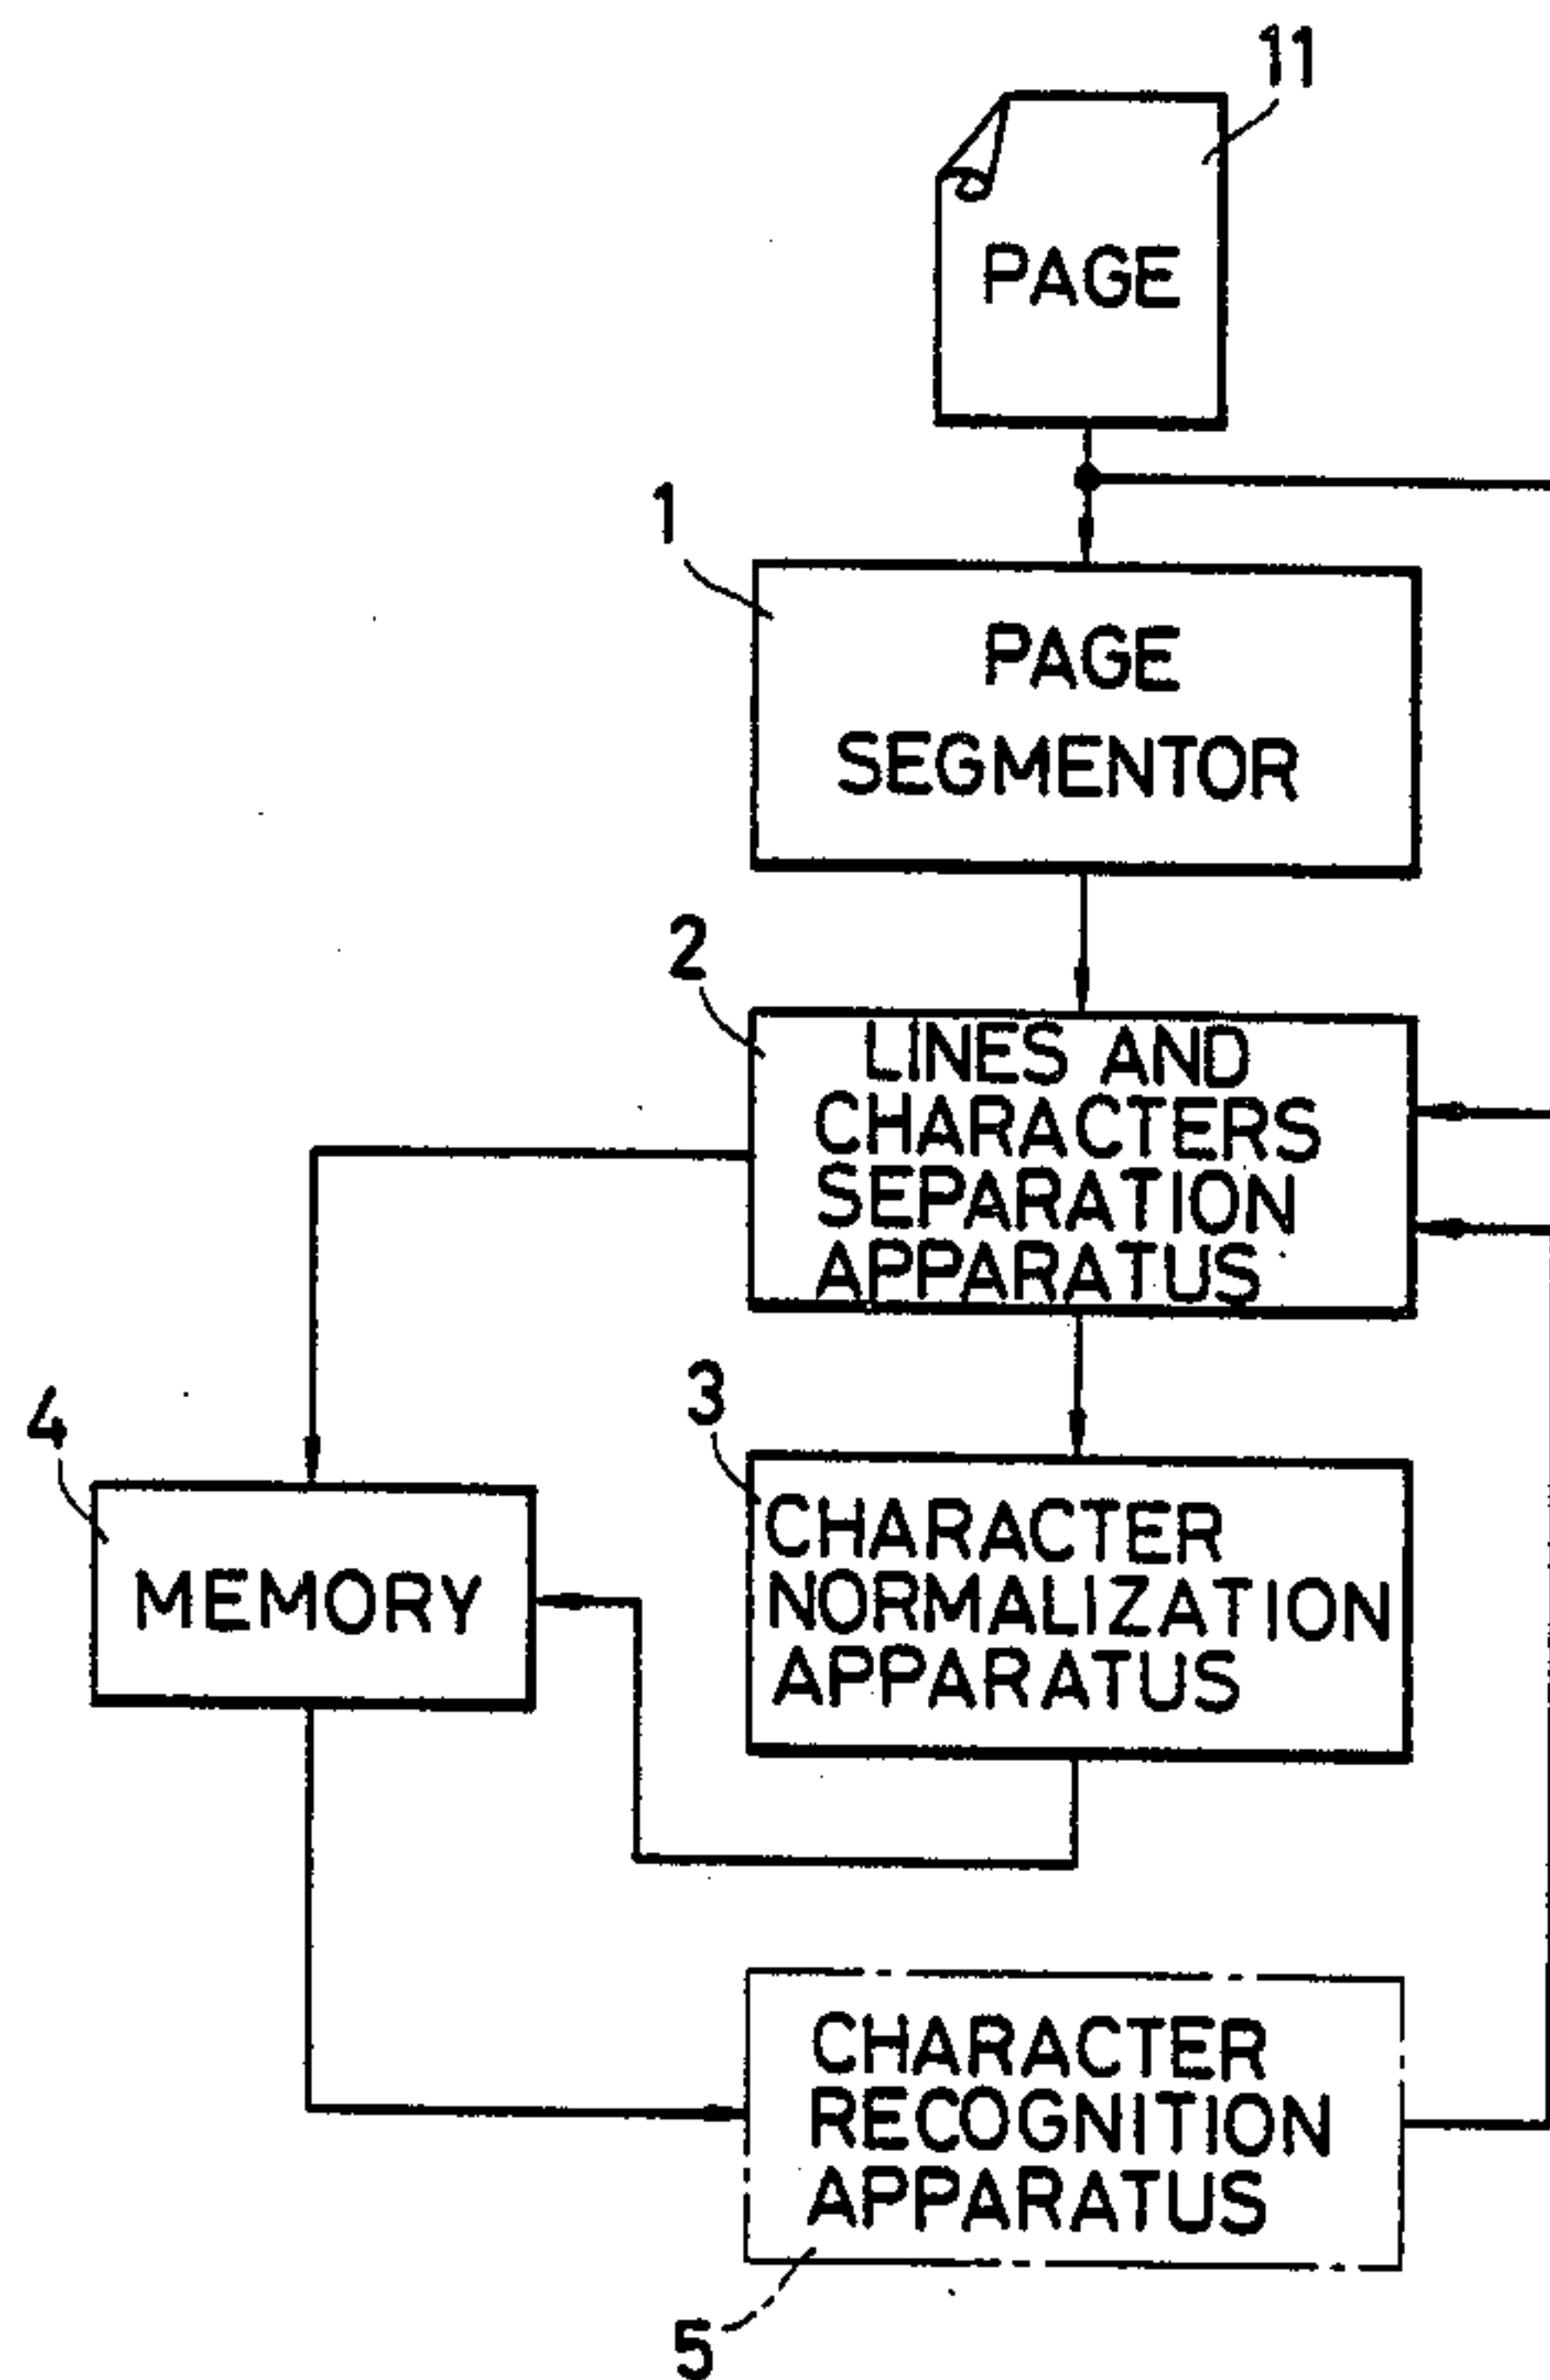 11
PAGE
1
PAGE
SEGMENTOR
2
LINES AND
CHARACTERS
SEPARATION
APPARATUS
3
CHARACTER
NORMALIZATION
APPARATUS
4
MEMORY
CHARACTER
RECOGNITION
APPARATUS
5